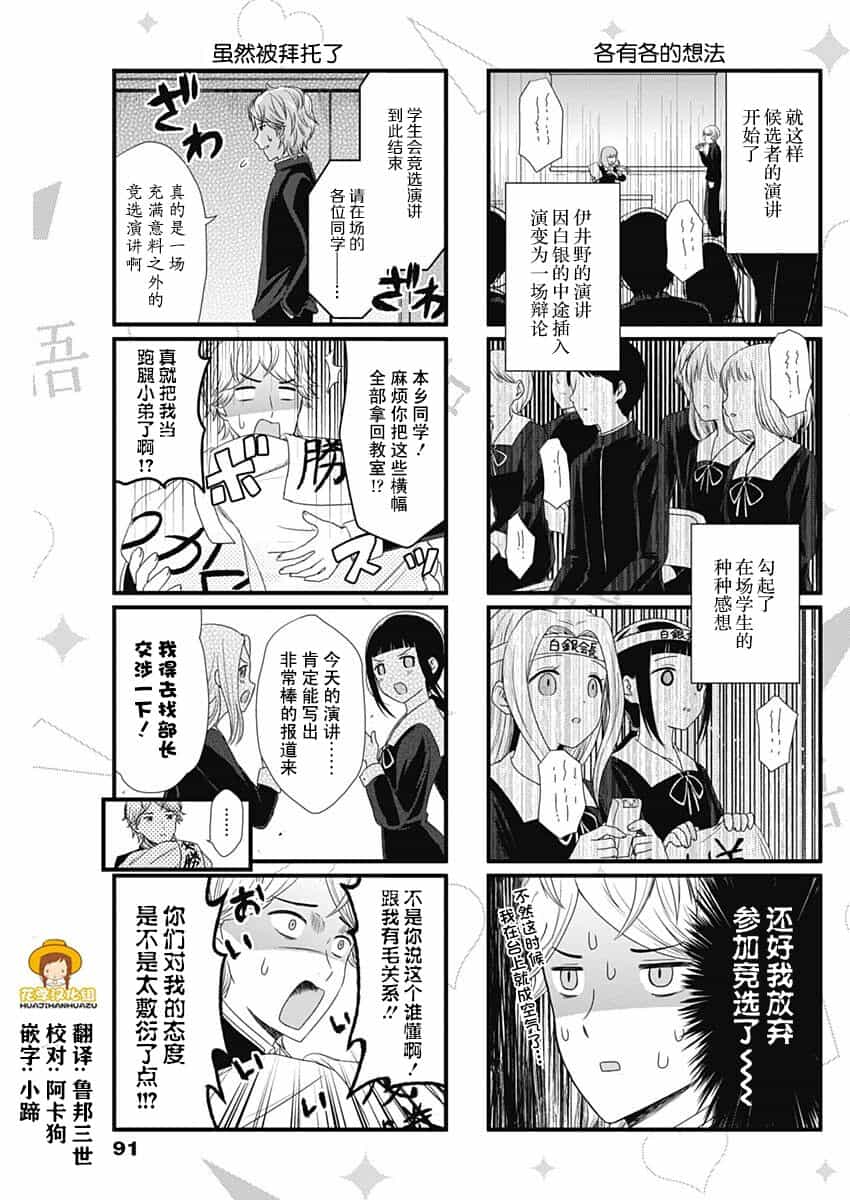 各有各的想法
就这样
候选者的演讲
开始了
伊井野的演讲
因白银的中途插入
演变为一场辩论
(……)
(……)
(……)
(……)
勾起了
在场学生的
种种感想
白銀会長
白銀会
还好我放弃
参加竞选了～～～
不然这时候
我在台上就成空气了…
虽然被拜托了
学生会竞选演讲
到此结束
请在场的
各位同学——……
ざわ
ざわ
真的是一场
充满意料之外的
竞选演讲啊
本乡同学！
麻烦你把这些横幅
全部拿回教室!?
勝
ボスッ
真就把我当
跑腿小弟了啊!?
今天的演讲……
肯定能写出
非常棒的报道来
我得去找部长
交涉一下！
……
勝
不是你说这个谁懂啊！
跟我有毛关系!!
你们对我的态度
是不是太敷衍了点!!?
花学汉化组
HUAJIHANHUAZU
翻译：鲁邦三世
校对：阿卡狗
嵌字：小蹄
91